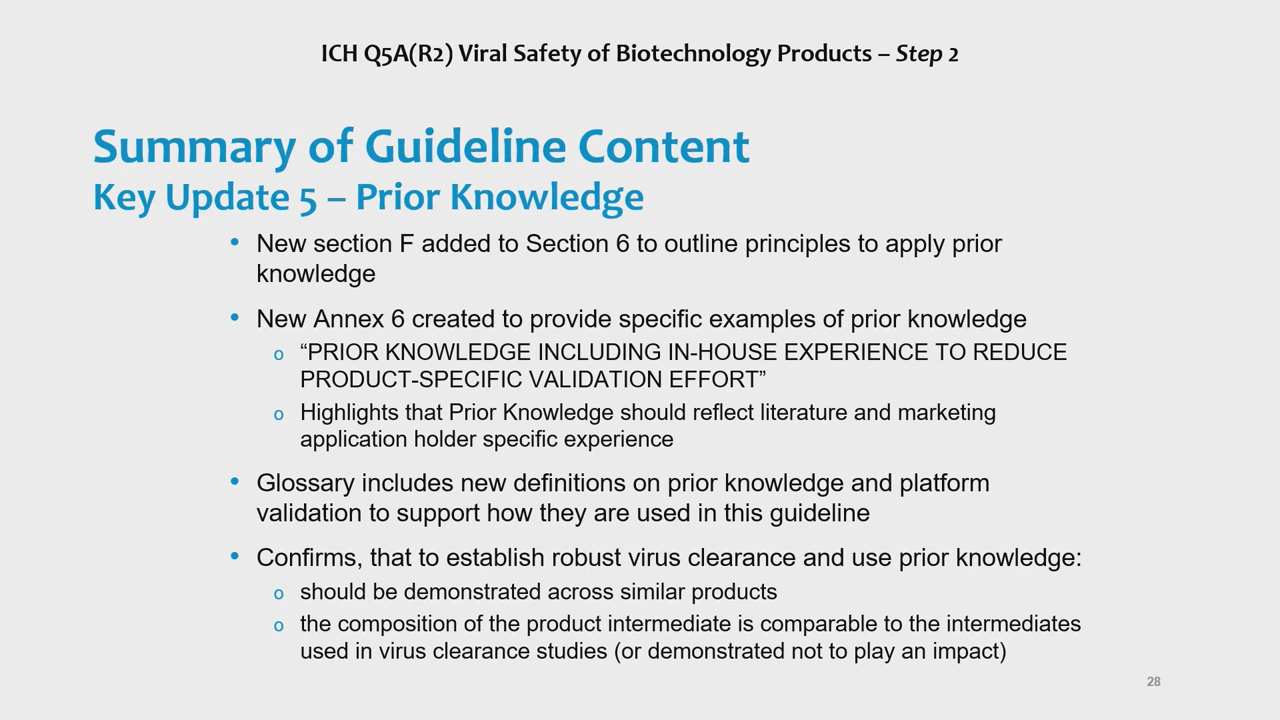 ICH Q5A(R2) Viral Safety of Biotechnology Products – Step 2
Summary of Guideline Content
Key Update 5 – Prior Knowledge
• New section F added to Section 6 to outline principles to apply prior
knowledge
• New Annex 6 created to provide specific examples of prior knowledge
o “PRIOR KNOWLEDGE INCLUDING IN-HOUSE EXPERIENCE TO REDUCE
PRODUCT-SPECIFIC VALIDATION EFFORT”
o Highlights that Prior Knowledge should reflect literature and marketing
application holder specific experience
• Glossary includes new definitions on prior knowledge and platform
validation to support how they are used in this guideline
• Confirms, that to establish robust virus clearance and use prior knowledge:
o should be demonstrated across similar products
o the composition of the product intermediate is comparable to the intermediates
used in virus clearance studies (or demonstrated not to play an impact)
28